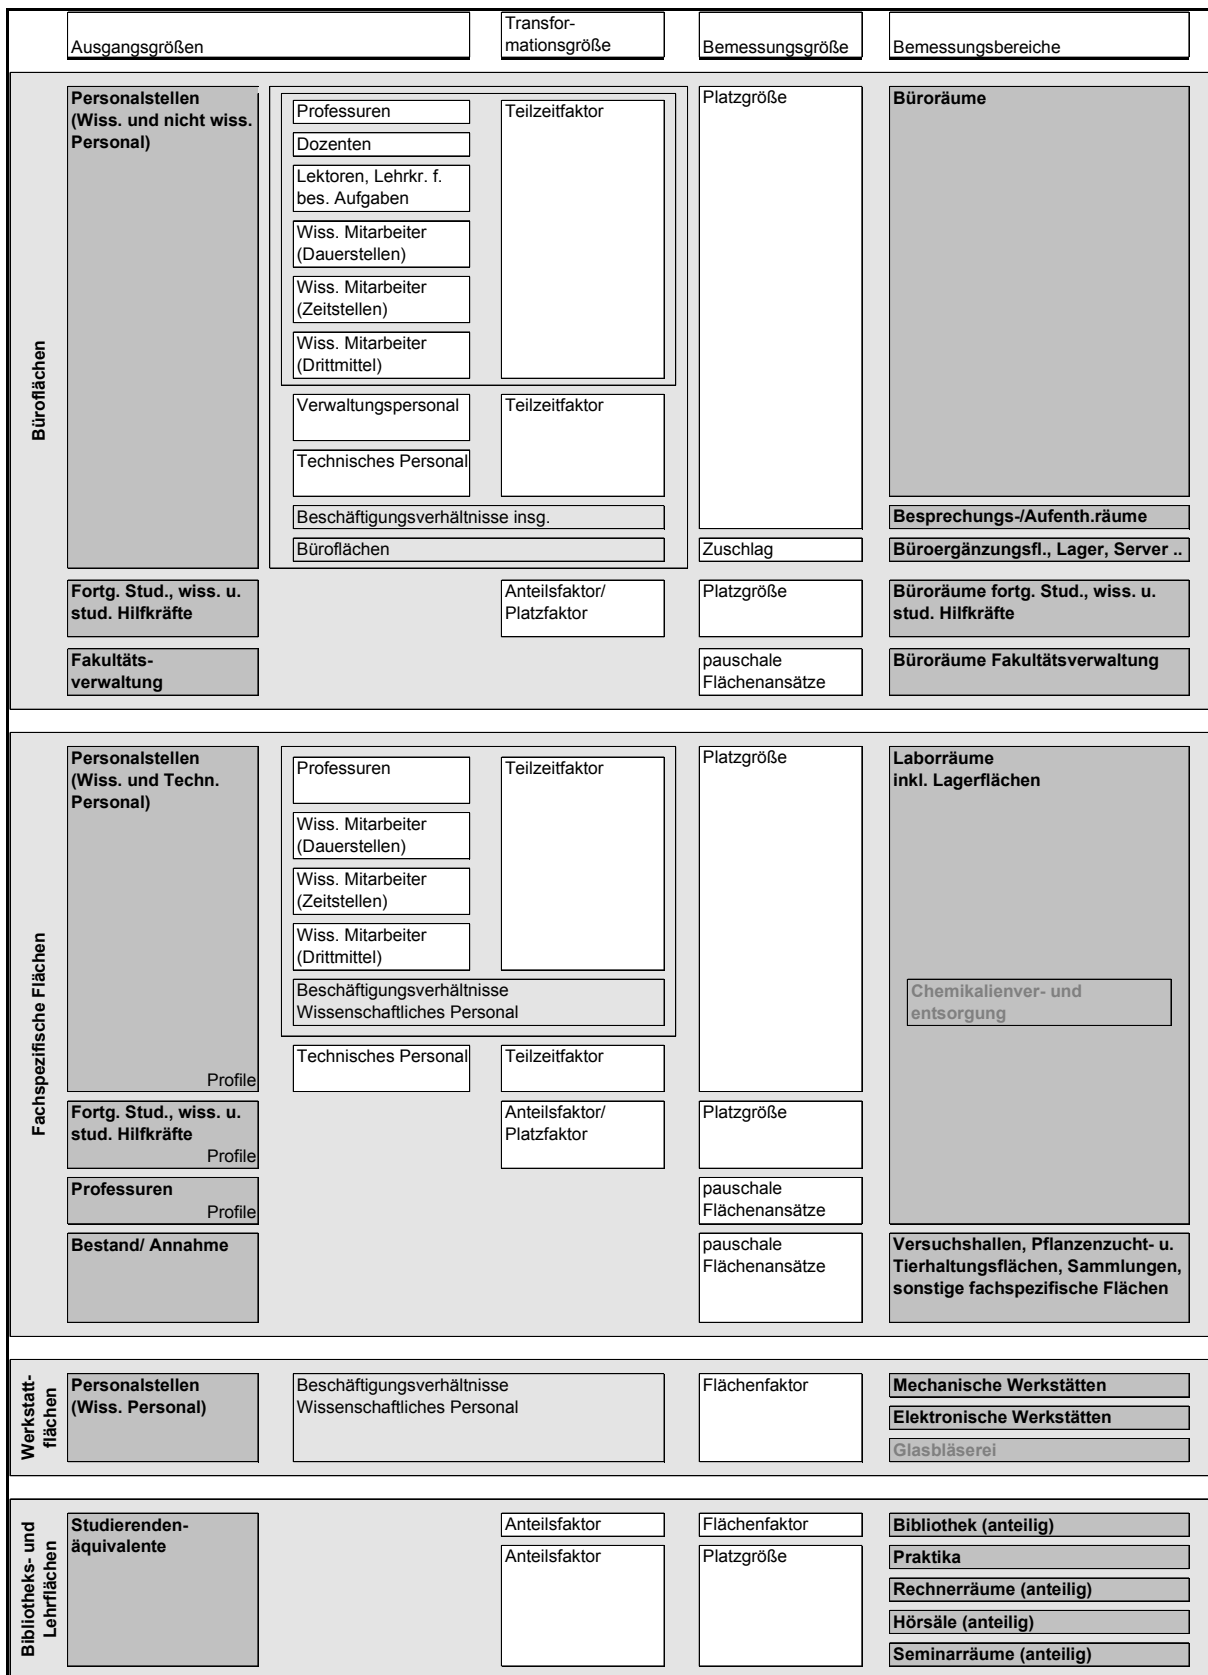 Ausgangsgrößen
Transfor-
mationsgröße
Bemessungsgröße
Bemessungsbereiche
Büroflächen
Personalstellen
(Wiss. und nicht wiss.
Personal)
Professuren
Dozenten
Lektoren, Lehrkr. f.
bes. Aufgaben
Wiss. Mitarbeiter
(Dauerstellen)
Wiss. Mitarbeiter
(Zeitstellen)
Wiss. Mitarbeiter
(Drittmittel)
Teilzeitfaktor
Platzgröße
Büroräume
Verwaltungspersonal
Teilzeitfaktor
Technisches Personal
Beschäftigungsverhältnisse insg.
Besprechungs-/Aufenth.räume
Büroflächen
Zuschlag
Büroergänzungsfl., Lager, Server ..
Fortg. Stud., wiss. u.
stud. Hilfkräfte
Anteilsfaktor/
Platzfaktor
Platzgröße
Büroräume fortg. Stud., wiss. u.
stud. Hilfkräfte
Fakultäts-
verwaltung
pauschale
Flächenansätze
Büroräume Fakultätsverwaltung
Fachspezifische Flächen
Personalstellen
(Wiss. und Techn.
Personal)
Profile
Professuren
Wiss. Mitarbeiter
(Dauerstellen)
Wiss. Mitarbeiter
(Zeitstellen)
Wiss. Mitarbeiter
(Drittmittel)
Teilzeitfaktor
Beschäftigungsverhältnisse
Wissenschaftliches Personal
Technisches Personal
Teilzeitfaktor
Platzgröße
Laborräume
inkl. Lagerflächen
Chemikalienver- und
entsorgung
Fortg. Stud., wiss. u.
stud. Hilfkräfte
Profile
Anteilsfaktor/
Platzfaktor
Platzgröße
Professuren
Profile
pauschale
Flächenansätze
Bestand/ Annahme
pauschale
Flächenansätze
Versuchshallen, Pflanzenzucht- u.
Tierhaltungsflächen, Sammlungen,
sonstige fachspezifische Flächen
Werkstatt-
flächen
Personalstellen
(Wiss. Personal)
Beschäftigungsverhältnisse
Wissenschaftliches Personal
Flächenfaktor
Mechanische Werkstätten
Elektronische Werkstätten
Glasbläserei
Bibliotheks- und
Lehrflächen
Studierenden-
äquivalente
Anteilsfaktor
Flächenfaktor
Bibliothek (anteilig)
Anteilsfaktor
Platzgröße
Praktika
Rechnerräume (anteilig)
Hörsäle (anteilig)
Seminarräume (anteilig)